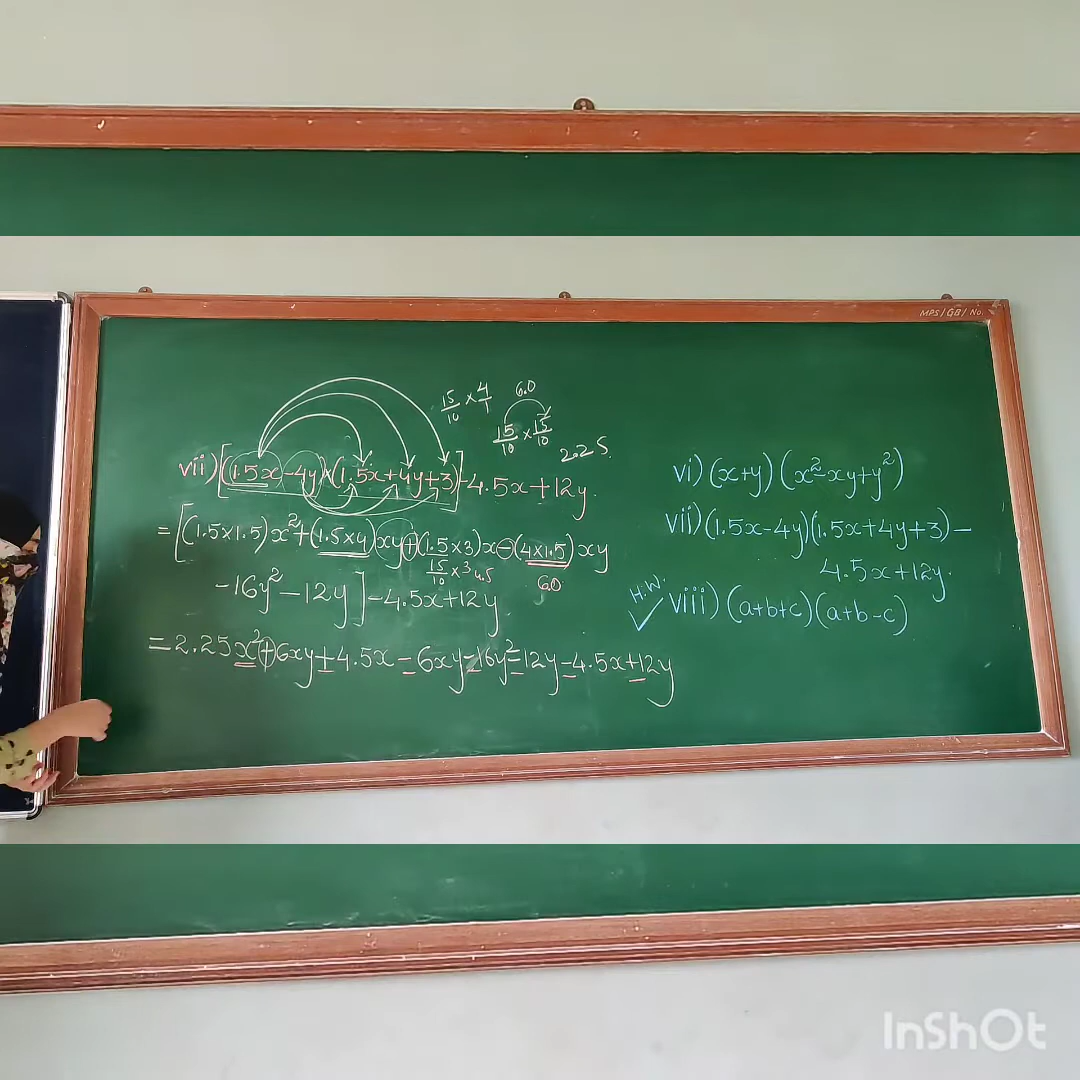 MPS/GB/No.
15/10 × 4/1
6.0
15/10 × 15/10
2.25
vii) [(1.5x-4y)×(1.5x+4y+3)]-4.5x+12y.
=[(1.5×1.5)x²+(1.5×4)xy+(1.5×3)x-(4×1.5)xy
15/10 ×3 4.5
6.0
-16y²-12y]-4.5x+12y
=2.25x²+6xy+4.5x-6xy-16y²-12y-4.5x+12y
vi) (x+y)(x²-xy+y²)
vii) (1.5x-4y)(1.5x+4y+3)-
4.5x+12y.
H.W.
viii) (a+b+c)(a+b-c)
InShOt